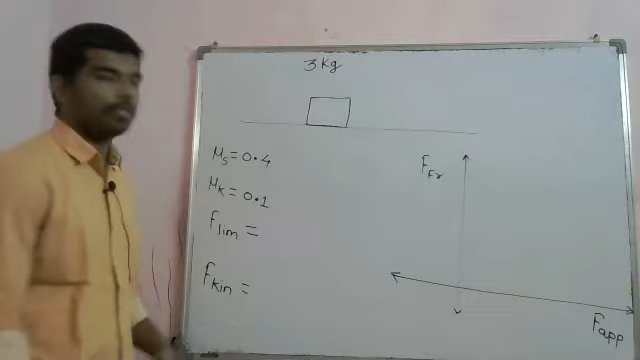 3 Kg
μs = 0.4
μK = 0.1
Flim =
Fkin =
FFr
Fapp